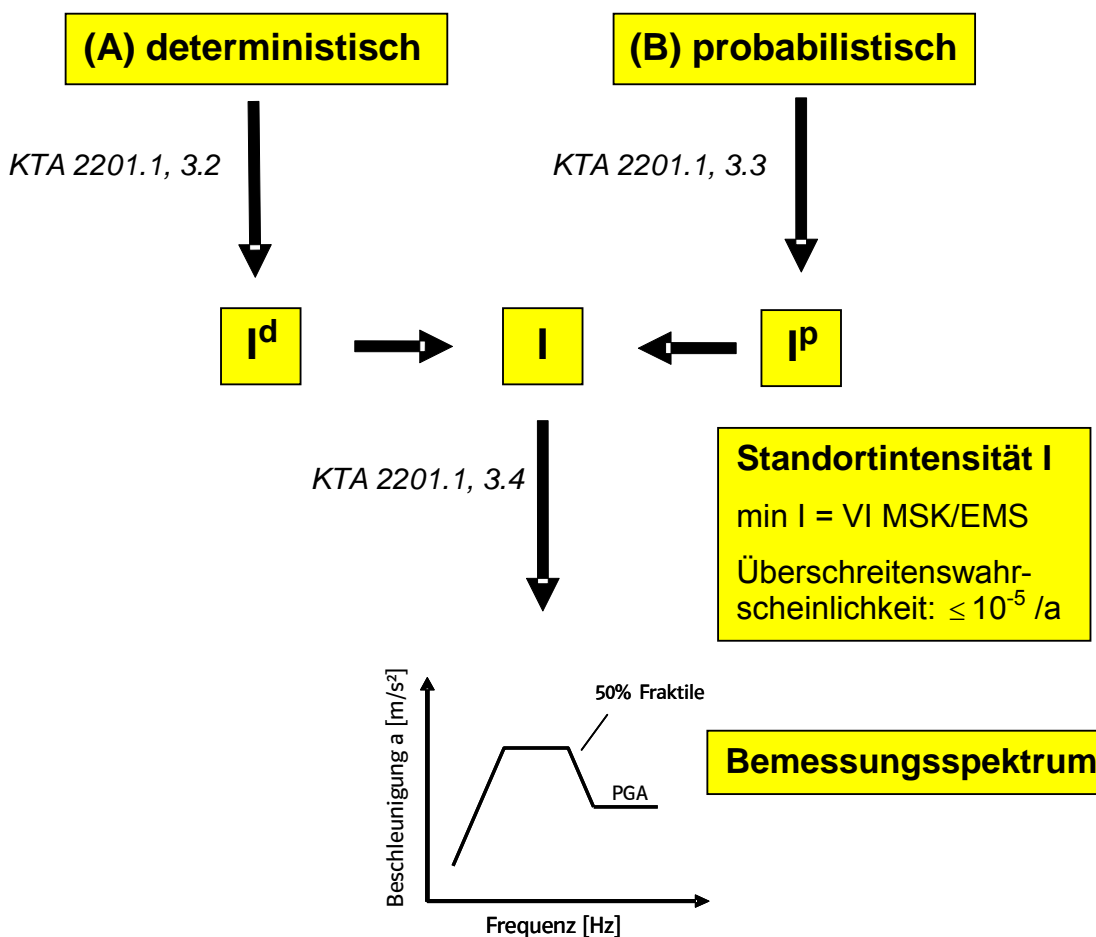 (A) deterministisch
(B) probabilistisch
KTA 2201.1, 3.2
KTA 2201.1, 3.3
I^d
I
I^p
KTA 2201.1, 3.4
Standortintensität I
min I = VI MSK/EMS
Überschreitenswahr-
scheinlichkeit: ≤ 10^-5 /a
Beschleunigung a [m/s²]
50% Fraktile
PGA
Frequenz [Hz]
Bemessungsspektrum